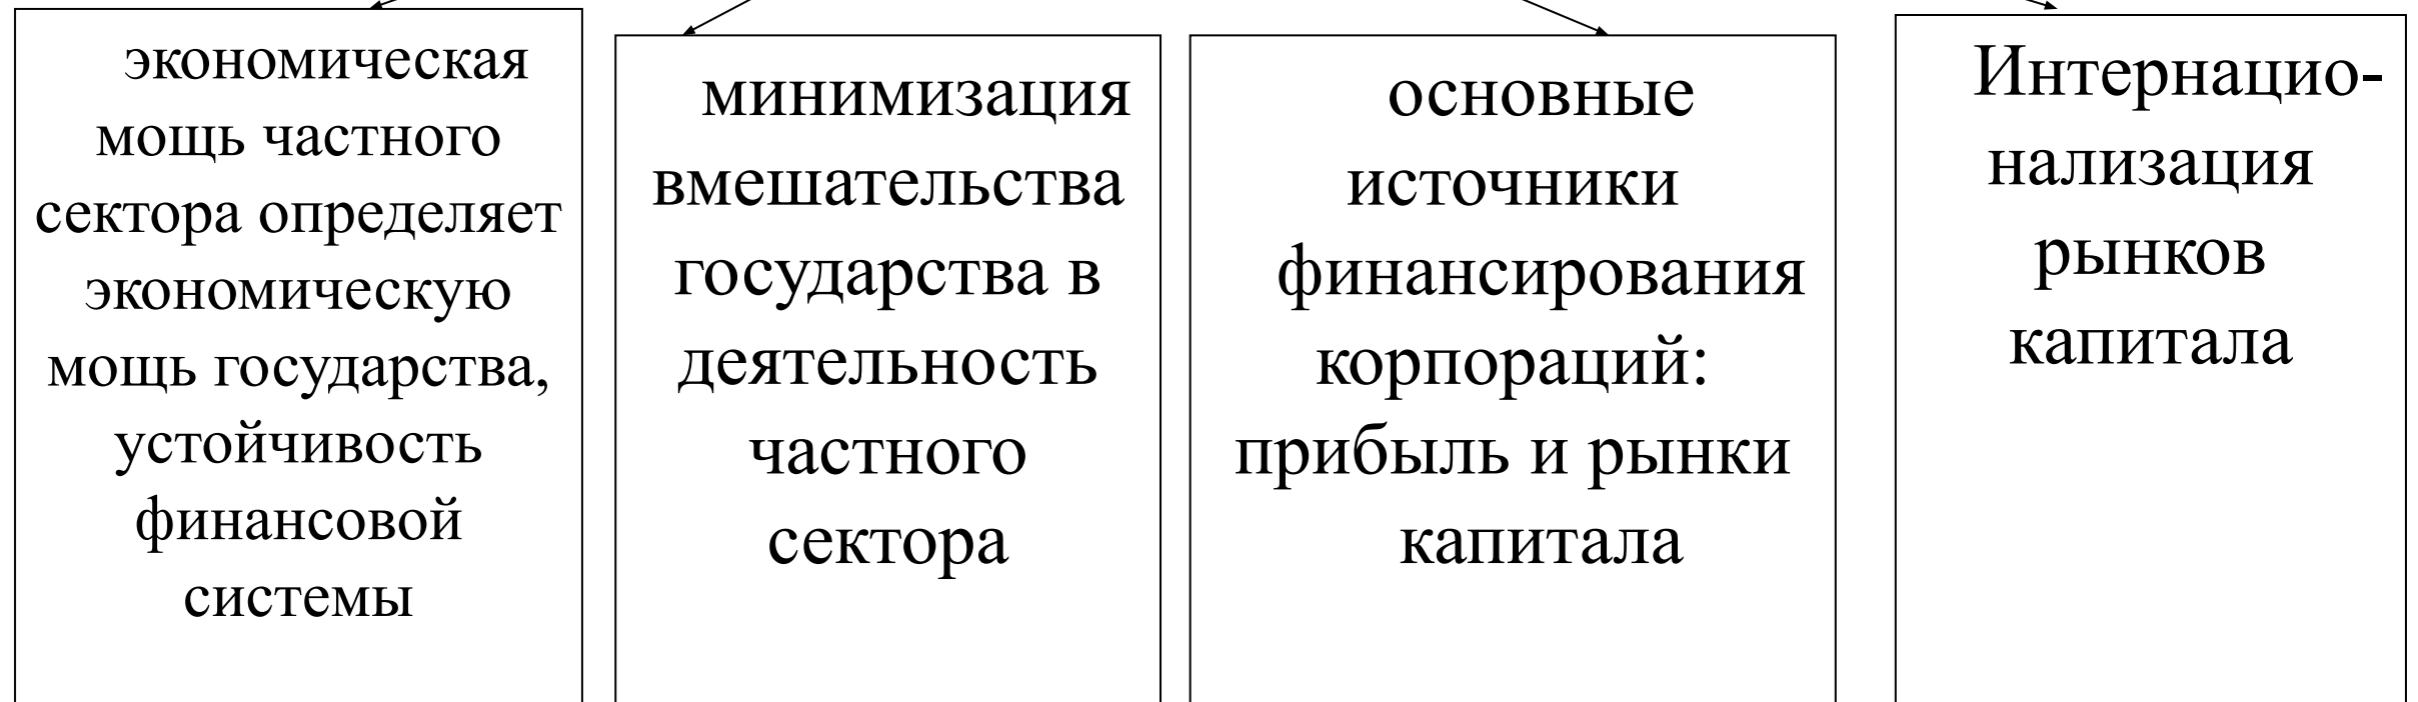 экономическая
мощь частного
сектора определяет
экономическую
мощь государства,
устойчивость
финансовой
системы
минимизация
вмешательства
государства в
деятельность
частного
сектора
основные
источники
финансирования
корпораций:
прибыль и рынки
капитала
Интернацио-
нализация
рынков
капитала